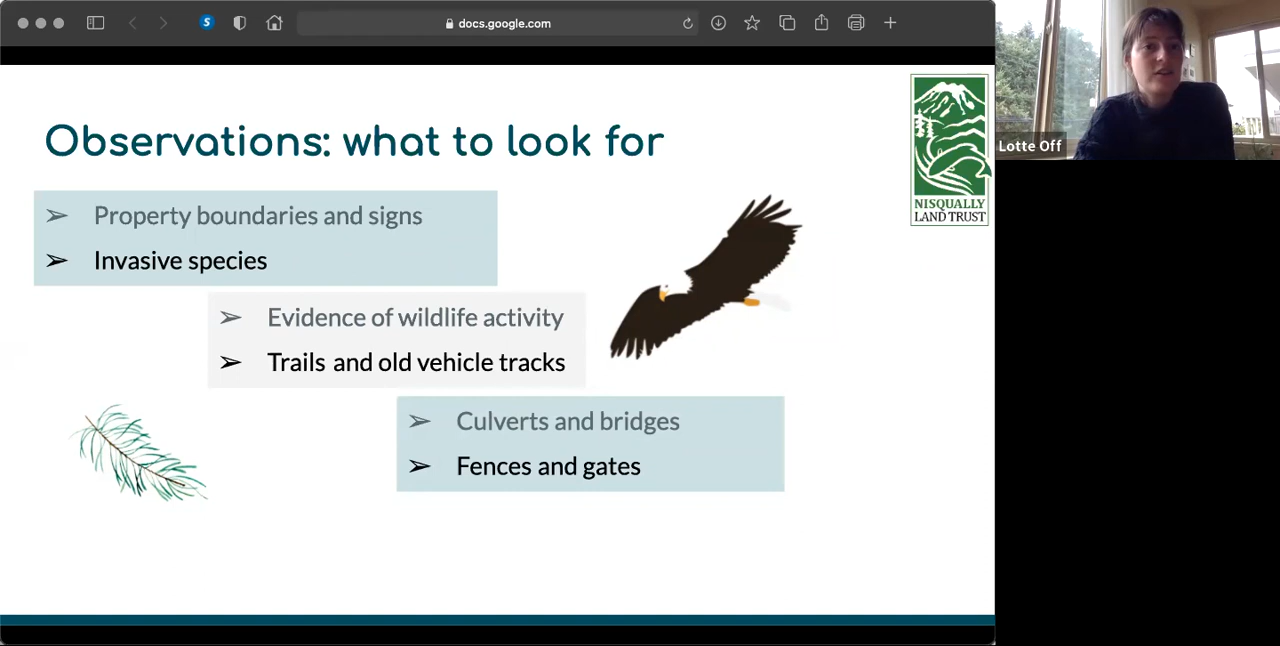 docs.google.com
Observations: what to look for
➢ Property boundaries and signs
➢ Invasive species
➢ Evidence of wildlife activity
➢ Trails and old vehicle tracks
➢ Culverts and bridges
➢ Fences and gates
NISQUALLY
LAND TRUST
Lotte Off